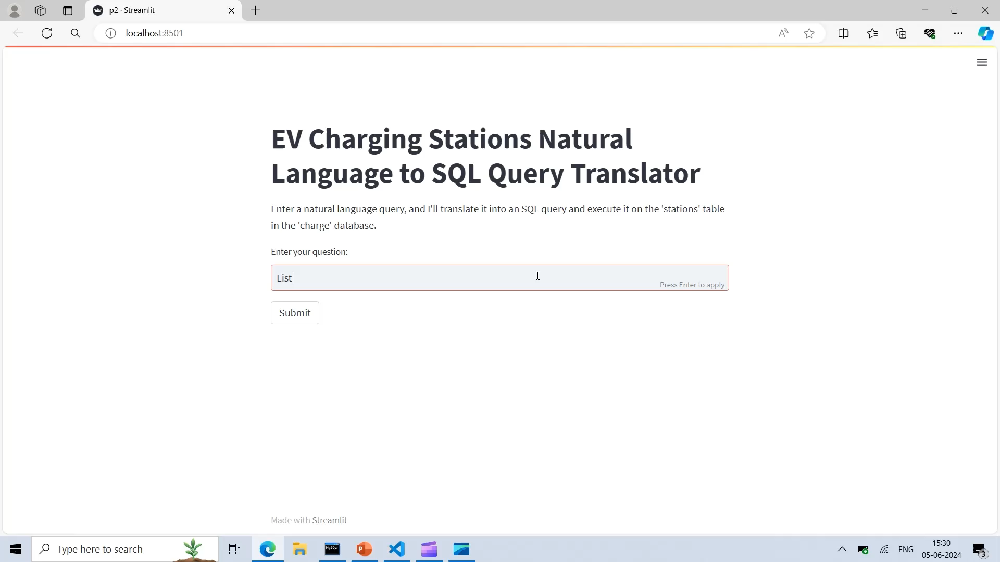 p2 · Streamlit
localhost:8501
EV Charging Stations Natural
Language to SQL Query Translator
Enter a natural language query, and I'll translate it into an SQL query and execute it on the 'stations' table
in the 'charge' database.
Enter your question:
List
Press Enter to apply
Submit
Made with Streamlit
Type here to search
MySQL
P
ENG
15:30
05-06-2024
3